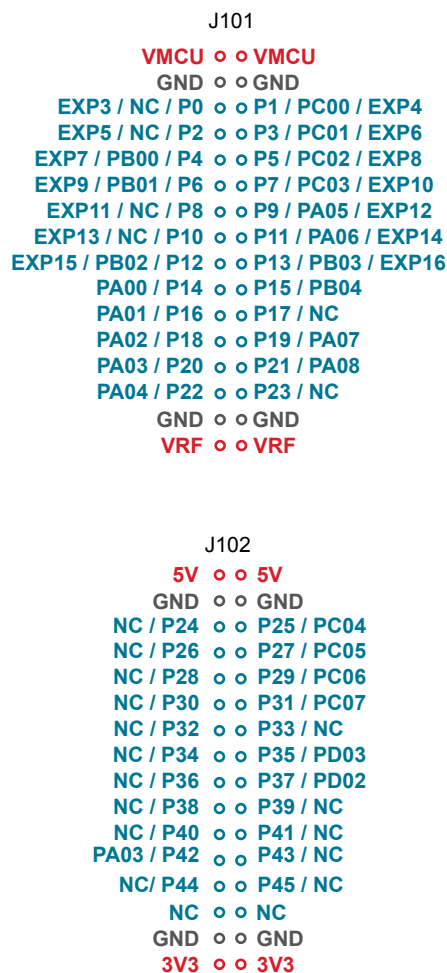 J101
VMCU VMCU
GND GND
EXP3 / NC / P0 P1 / PC00 / EXP4
EXP5 / NC / P2 P3 / PC01 / EXP6
EXP7 / PB00 / P4 P5 / PC02 / EXP8
EXP9 / PB01 / P6 P7 / PC03 / EXP10
EXP11 / NC / P8 P9 / PA05 / EXP12
EXP13 / NC / P10 P11 / PA06 / EXP14
EXP15 / PB02 / P12 P13 / PB03 / EXP16
PA00 / P14 P15 / PB04
PA01 / P16 P17 / NC
PA02 / P18 P19 / PA07
PA03 / P20 P21 / PA08
PA04 / P22 P23 / NC
GND GND
VRF VRF
J102
5V 5V
GND GND
NC / P24 P25 / PC04
NC / P26 P27 / PC05
NC / P28 P29 / PC06
NC / P30 P31 / PC07
NC / P32 P33 / NC
NC / P34 P35 / PD03
NC / P36 P37 / PD02
NC / P38 P39 / NC
NC / P40 P41 / NC
PA03 / P42 P43 / NC
NC/ P44 P45 / NC
NC NC
GND GND
3V3 3V3